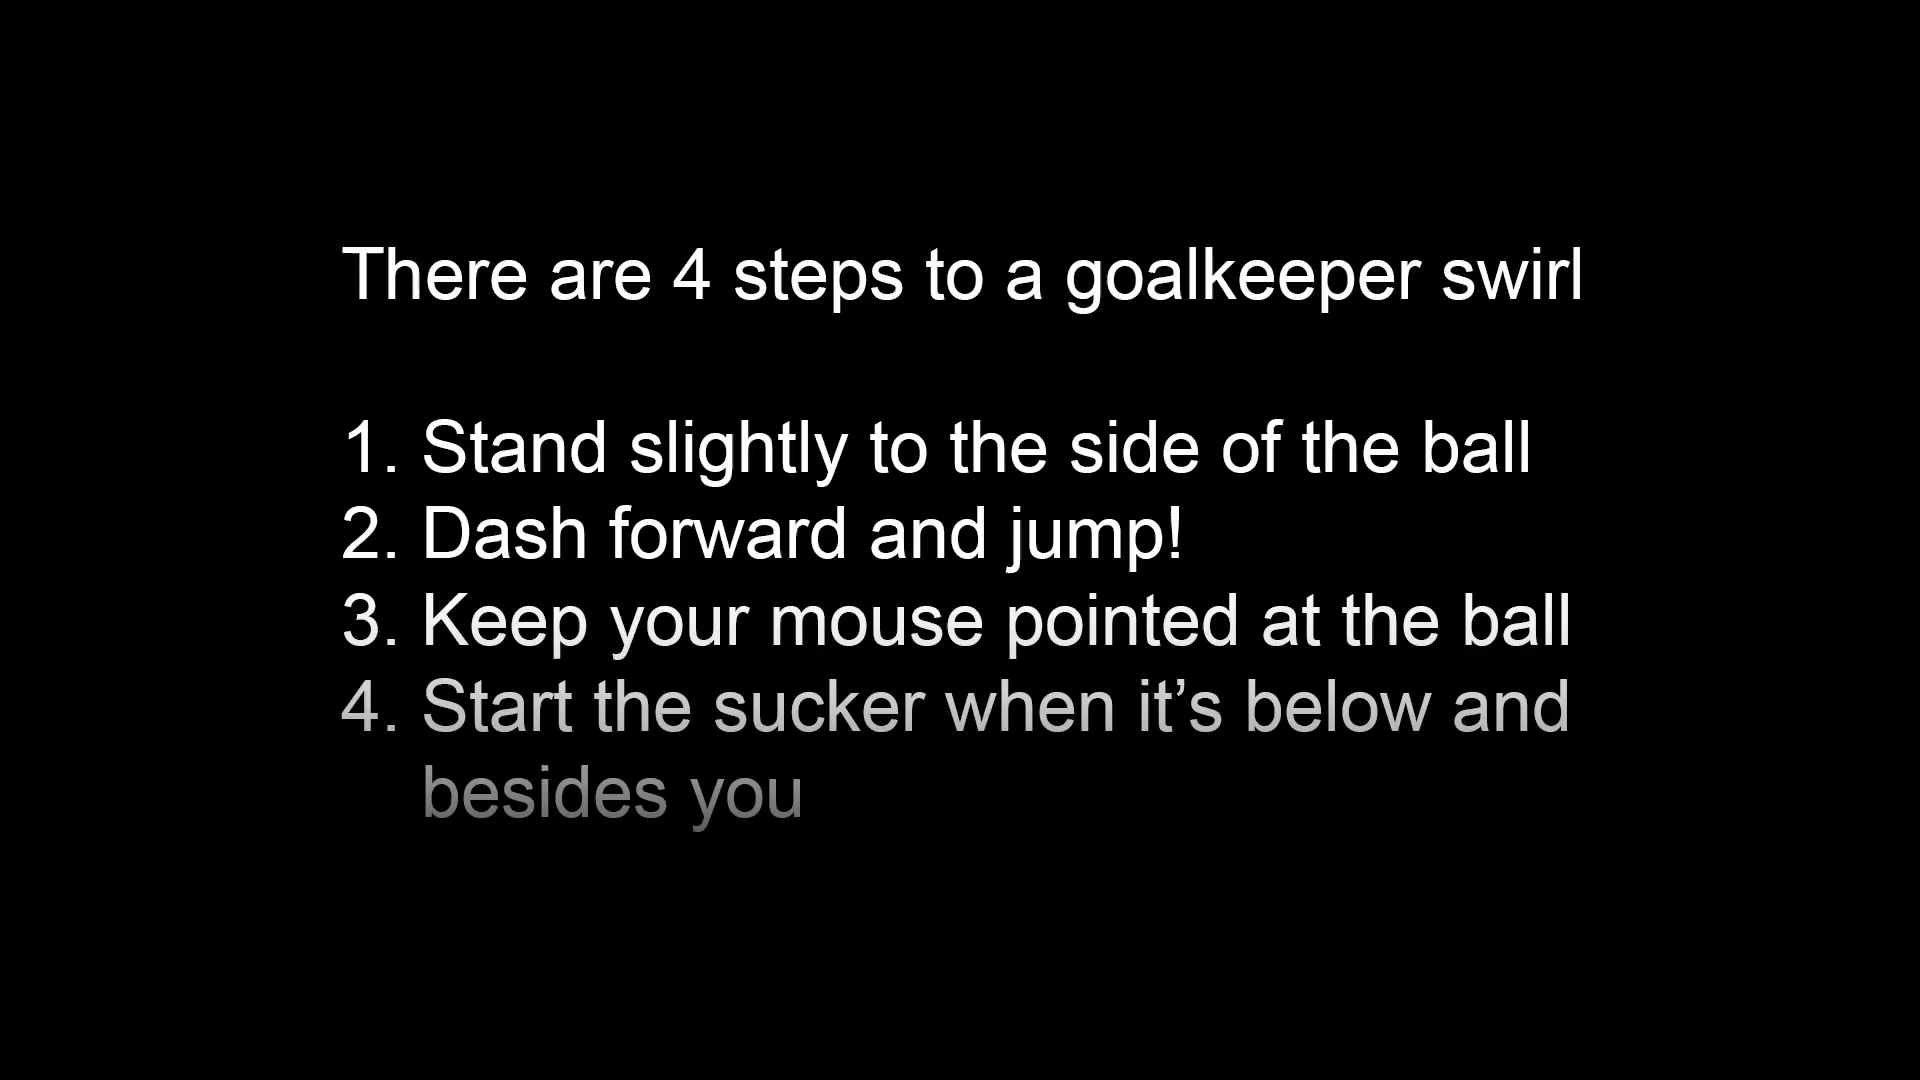 There are 4 steps to a goalkeeper swirl
1. Stand slightly to the side of the ball
2. Dash forward and jump!
3. Keep your mouse pointed at the ball
4. Start the sucker when it’s below and
besides you